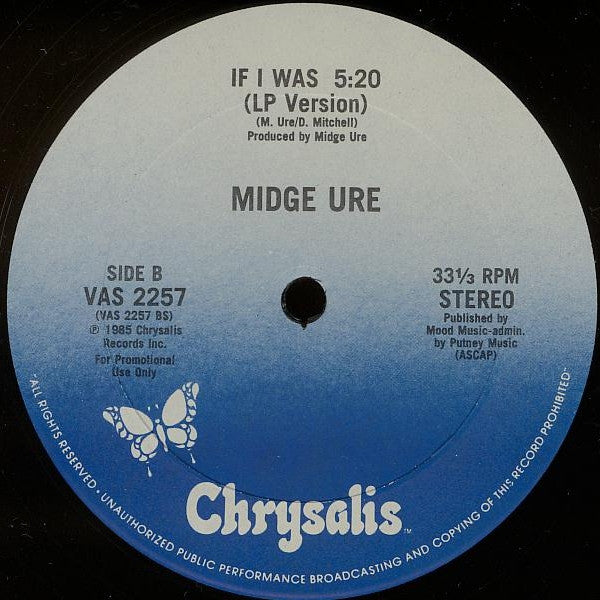 IF I WAS 5:20
(LP Version)
(M. Ure/D. Mitchell)
Produced by Midge Ure
MIDGE URE
SIDE B
VAS 2257
(VAS 2257 BS)
℗ 1985 Chrysalis
Records Inc.
For Promotional
Use Only
33⅓ RPM
STEREO
Published by
Mood Music-admin.
by Putney Music
(ASCAP)
Chrysalis™
-ALL RIGHTS RESERVED • UNAUTHORIZED PUBLIC PERFORMANCE BROADCASTING AND COPYING OF THIS RECORD PROHIBITED-